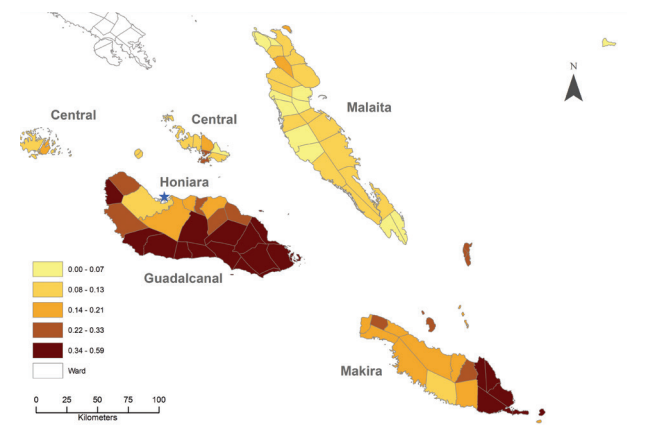 N
Central
Central
Malaita
Honiara
Guadalcanal
0.00 - 0.07
0.08 - 0.13
0.14 - 0.21
0.22 - 0.33
0.34 - 0.59
Ward
Makira
0 25 50 75 100
Kilometers